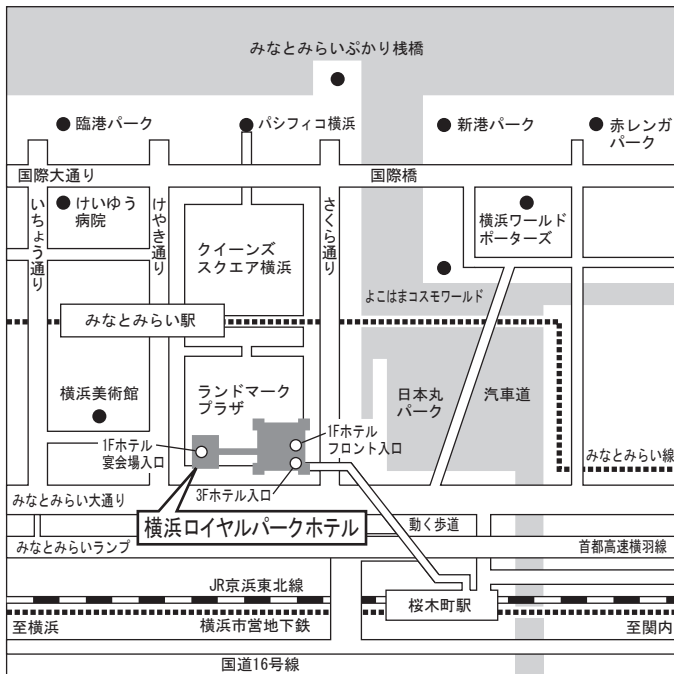 みなとみらいぷかり桟橋
臨港パーク
パシフィコ横浜
新港パーク
赤レンガ
パーク
国際大通り
国際橋
いちょう通り
けいゆう
病院
けやき通り
クイーンズ
スクエア横浜
さくら通り
横浜ワールド
ポーターズ
よこはまコスモワールド
みなとみらい駅
横浜美術館
ランドマーク
プラザ
日本丸
パーク
汽車道
1Fホテル
宴会場入口
1Fホテル
フロント入口
みなとみらい線
みなとみらい大通り
3Fホテル入口
横浜ロイヤルパークホテル
動く歩道
みなとみらいランプ
首都高速横羽線
JR京浜東北線
桜木町駅
至横浜
横浜市営地下鉄
至関内
国道16号線